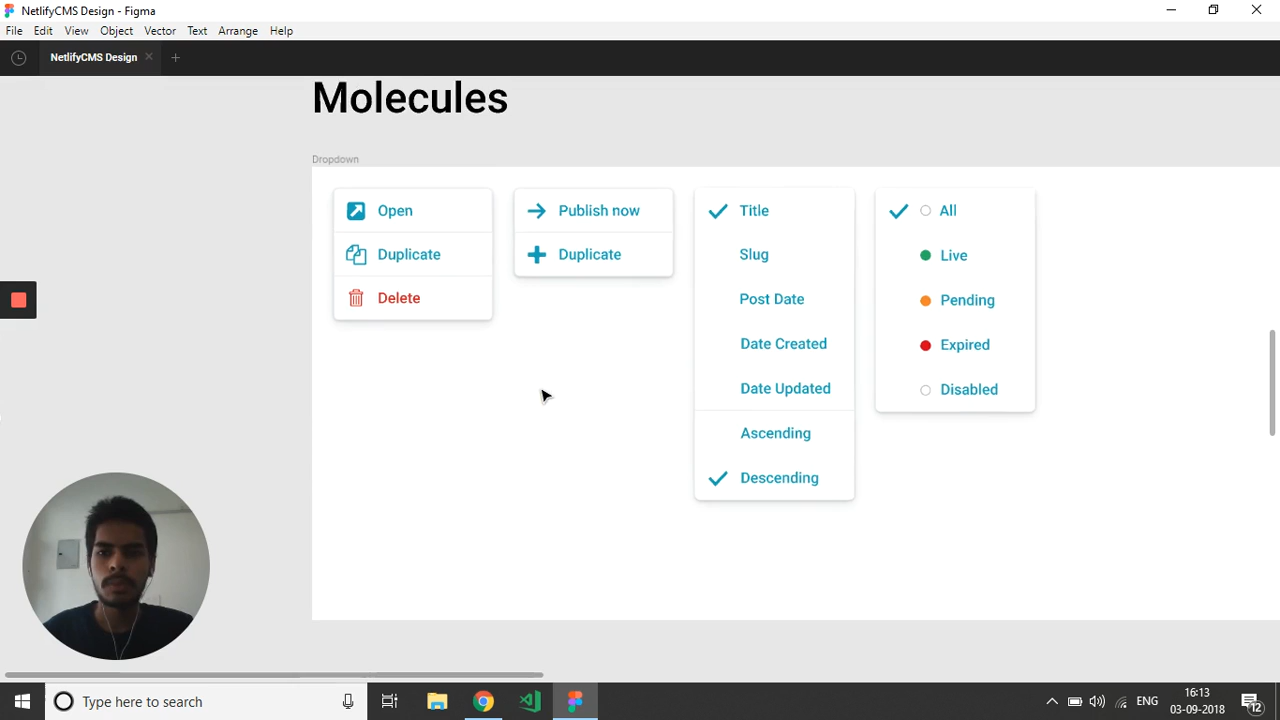 NetlifyCMS Design - Figma
File Edit View Object Vector Text Arrange Help
NetlifyCMS Design
Molecules
Dropdown
Open
Duplicate
Delete
Publish now
Duplicate
Title
Slug
Post Date
Date Created
Date Updated
Ascending
Descending
All
Live
Pending
Expired
Disabled
Type here to search
ENG
16:13
03-09-2018
12